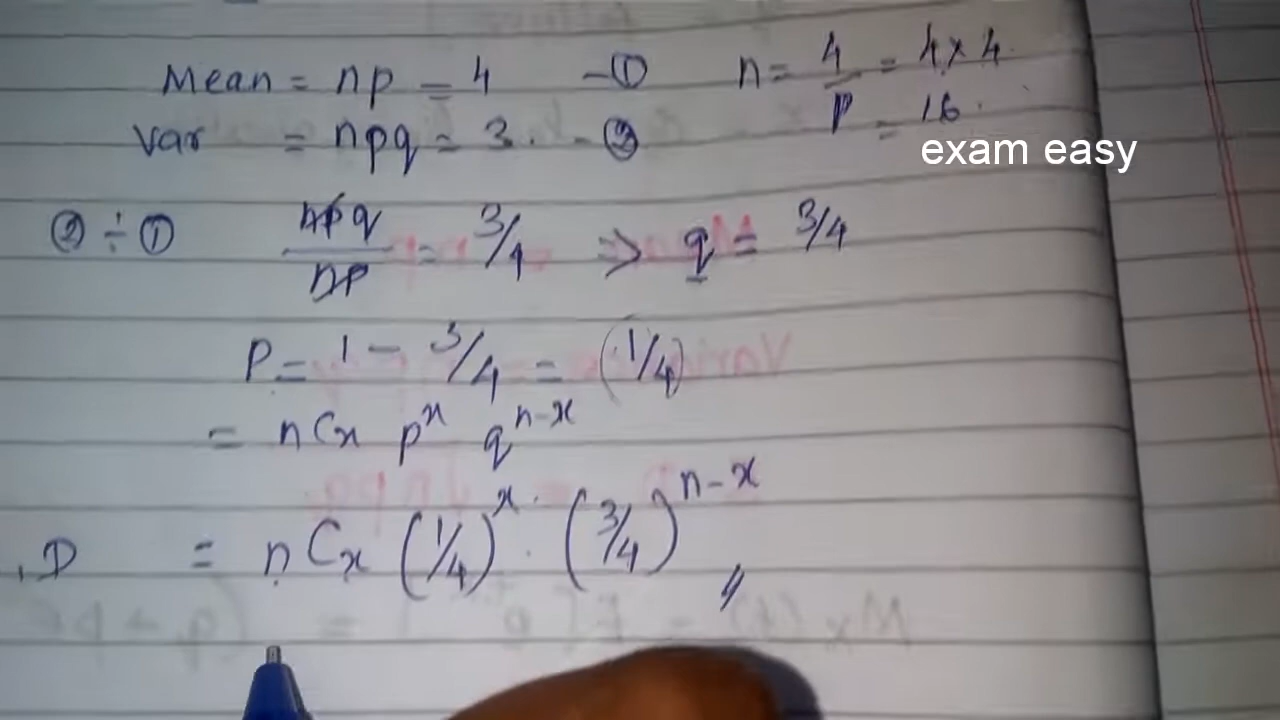 Mean = np = 4 - ① n = 4/p = 4 × 4
= 16.
Var = npq = 3. - ②
exam easy
② ÷ ① npq/np = 3/4 ⇒ q = 3/4
P = 1 - 3/4 = (1/4)
= nCx p^x q^n-x
.D = nCx (1/4)^x . (3/4)^n-x //